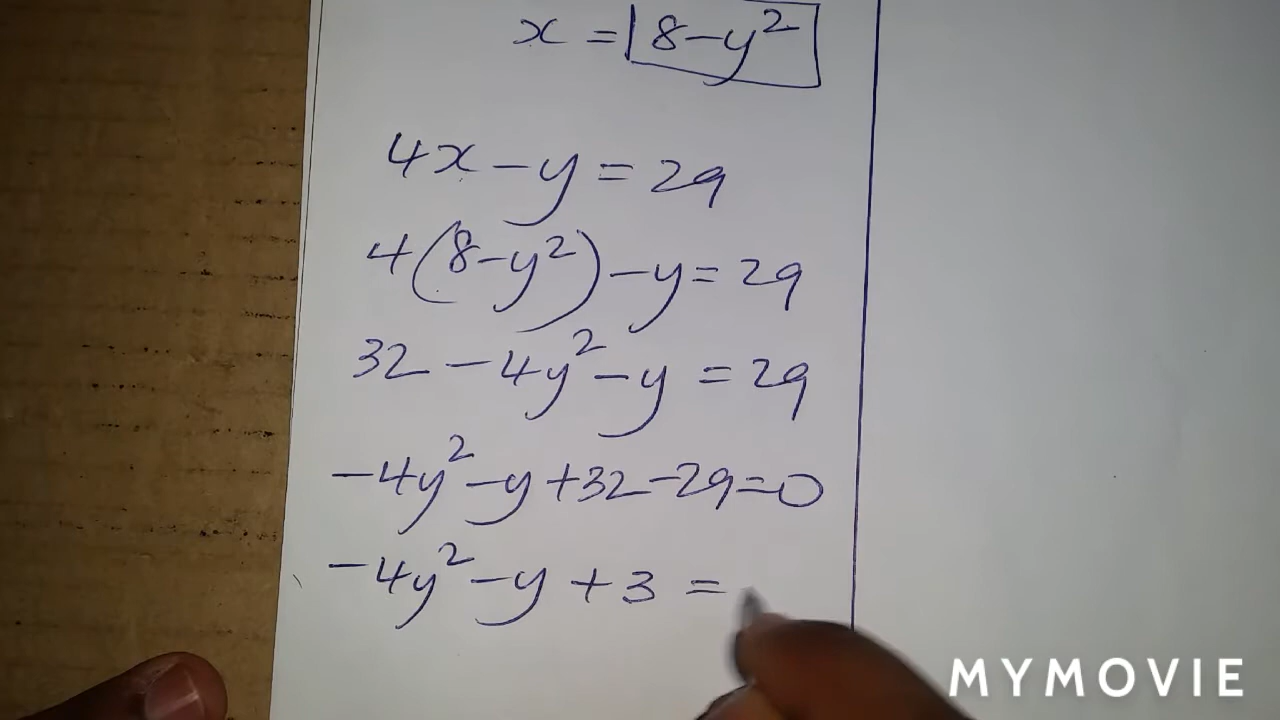 x = 8-y²
4x-y=29
4(8-y²)-y=29
32-4y²-y=29
-4y²-y+32-29=0
-4y²-y+3=
MYMOVIE